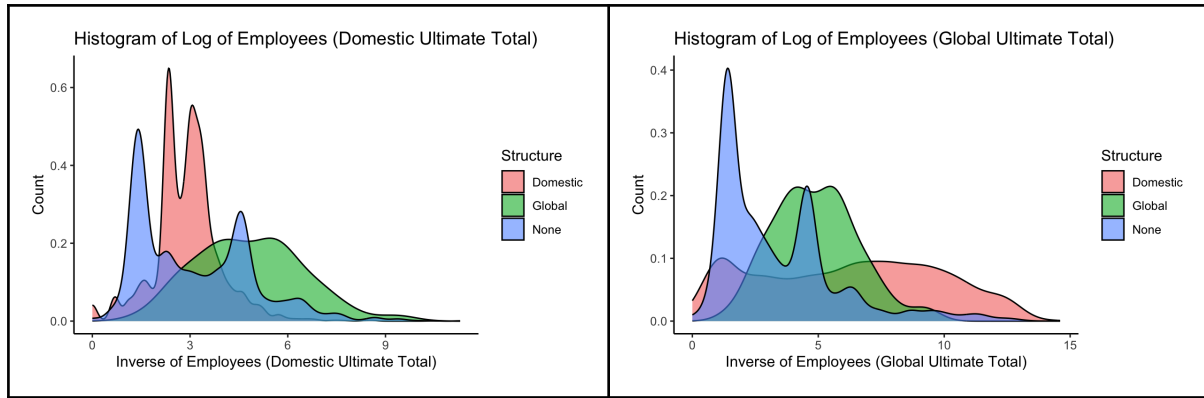 Histogram of Log of Employees (Domestic Ultimate Total)
0.6
0.4
0.2
0.0
Count
0
3
6
9
Inverse of Employees (Domestic Ultimate Total)
Structure
Domestic
Global
None
Histogram of Log of Employees (Global Ultimate Total)
0.4
0.3
0.2
0.1
0.0
Count
0
5
10
15
Inverse of Employees (Global Ultimate Total)
Structure
Domestic
Global
None